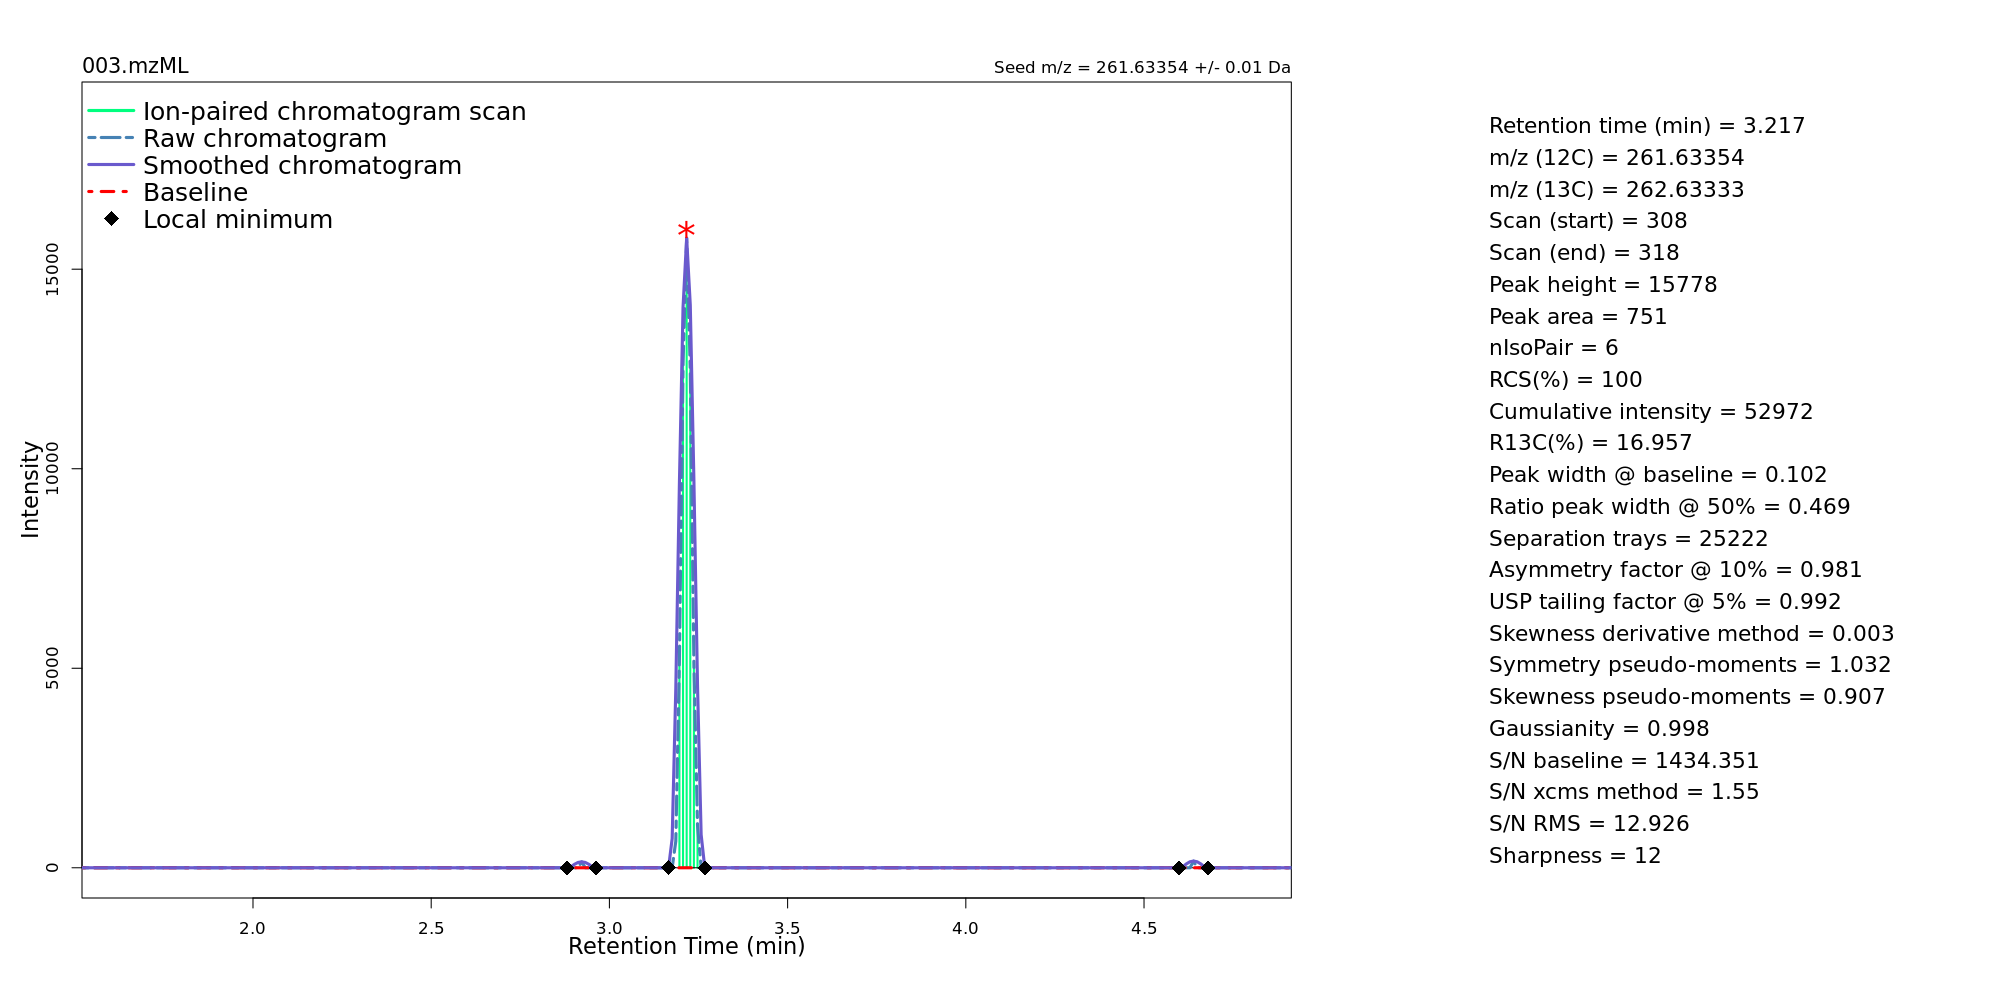 003.mzML
Seed m/z = 261.63354 +/- 0.01 Da
Ion-paired chromatogram scan
Raw chromatogram
Smoothed chromatogram
Baseline
Local minimum
Intensity
15000
10000
5000
0
2.0 2.5 3.0 3.5 4.0 4.5
Retention Time (min)
Retention time (min) = 3.217
m/z (12C) = 261.63354
m/z (13C) = 262.63333
Scan (start) = 308
Scan (end) = 318
Peak height = 15778
Peak area = 751
nIsoPair = 6
RCS(%) = 100
Cumulative intensity = 52972
R13C(%) = 16.957
Peak width @ baseline = 0.102
Ratio peak width @ 50% = 0.469
Separation trays = 25222
Asymmetry factor @ 10% = 0.981
USP tailing factor @ 5% = 0.992
Skewness derivative method = 0.003
Symmetry pseudo-moments = 1.032
Skewness pseudo-moments = 0.907
Gaussianity = 0.998
S/N baseline = 1434.351
S/N xcms method = 1.55
S/N RMS = 12.926
Sharpness = 12